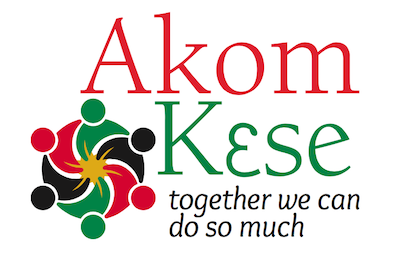 Akom
Kɛse
together we can
do so much